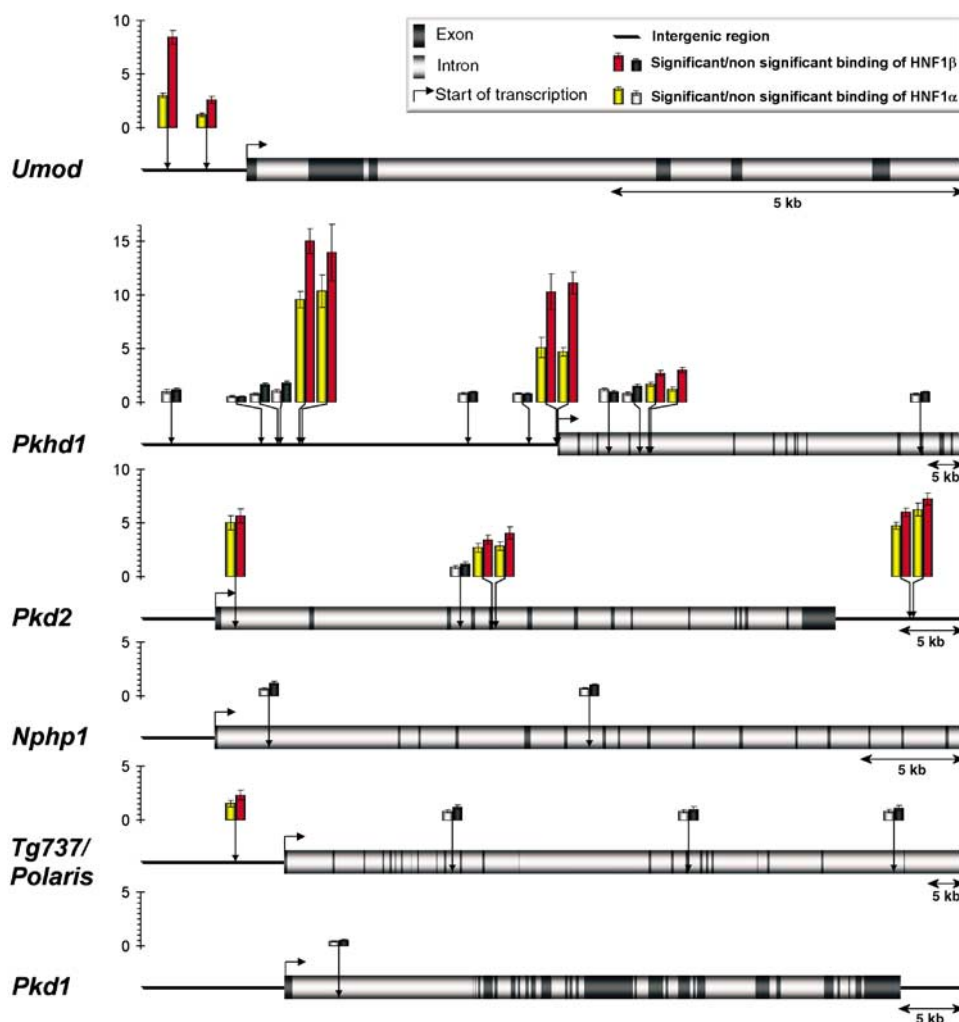 10
5
0
Exon
Intron
Start of transcription
Intergenic region
Significant/non significant binding of HNF1β
Significant/non significant binding of HNF1α
Umod
5 kb
15
10
5
0
Pkhd1
5 kb
10
5
0
Pkd2
5 kb
5
0
Nphp1
5 kb
5
0
Tg737/
Polaris
5 kb
5
0
Pkd1
5 kb